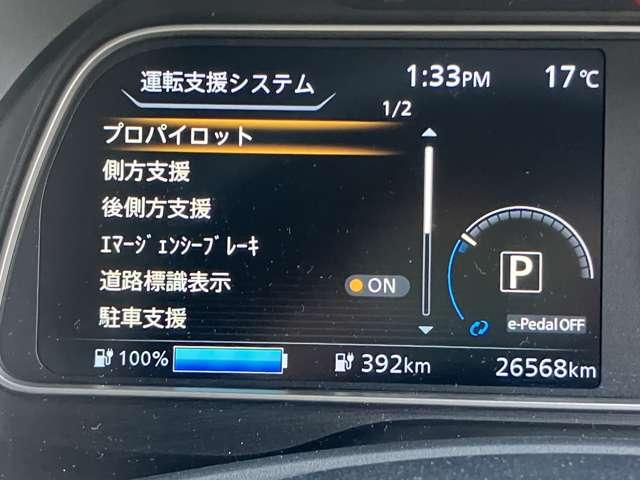 運転支援システム 1:33PM 17℃
1/2
プロパイロット
側方支援
後側方支援
ｴﾏｰｼﾞｪﾝｼｰﾌﾞﾚｰｷ
道路標識表示 ON
駐車支援
P
e-Pedal OFF
100% 392km 26568km